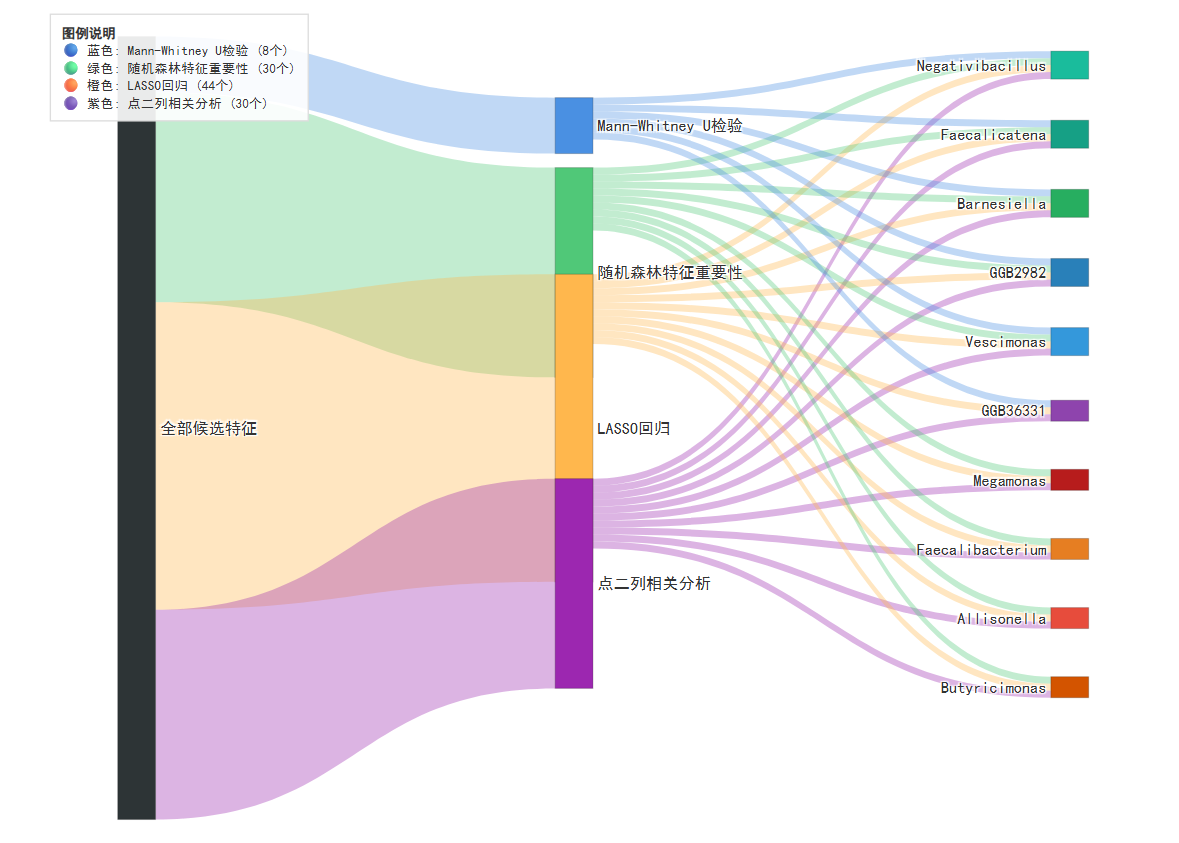 图例说明
蓝色: Mann-Whitney U检验 (8个)
绿色: 随机森林特征重要性 (30个)
橙色: LASSO回归 (44个)
紫色: 点二列相关分析 (30个)
全部候选特征
Mann-Whitney U检验
随机森林特征重要性
LASSO回归
点二列相关分析
Negativibacillus
Faecalicatena
Barnesiella
GGB2982
Vescimonas
GGB36331
Megamonas
Faecalibacterium
Allisonella
Butyricimonas